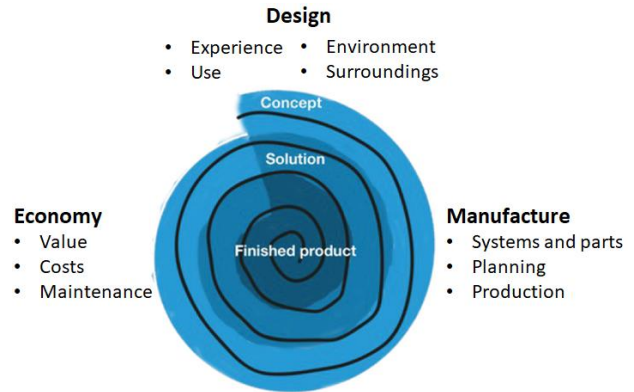 Design
• Experience • Environment
• Use • Surroundings
Concept
Solution
Finished product
Economy
• Value
• Costs
• Maintenance
Manufacture
• Systems and parts
• Planning
• Production